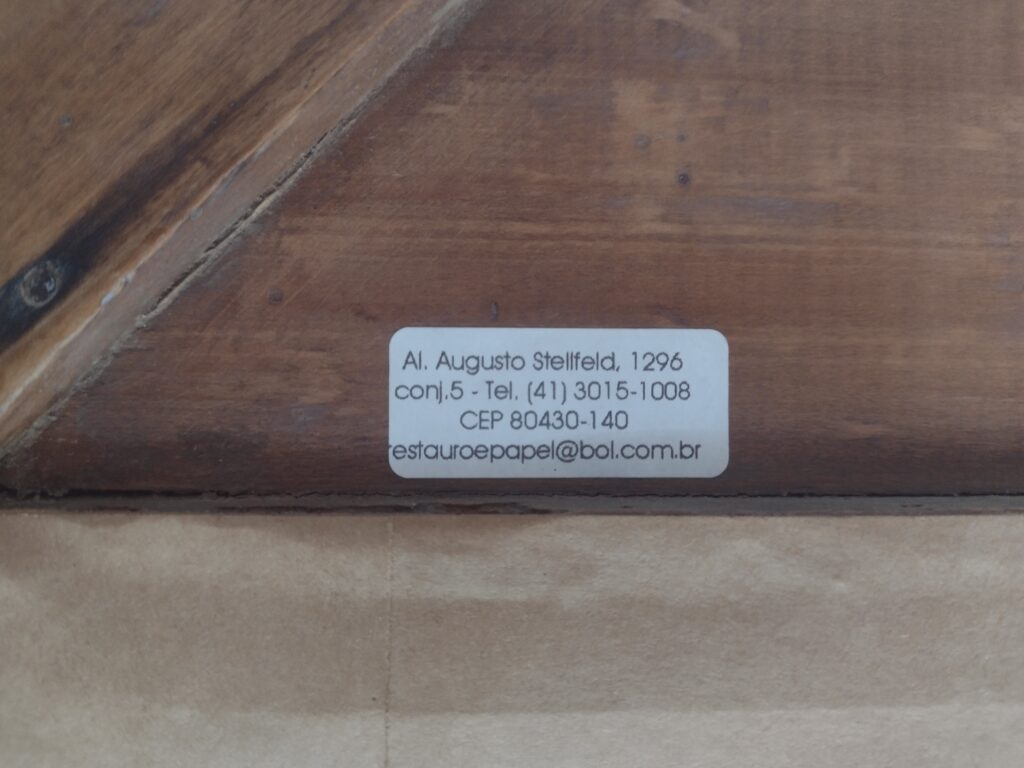 Al. Augusto Stellfeld, 1296
conj.5 - Tel. (41) 3015-1008
CEP 80430-140
restauroepapel@bol.com.br